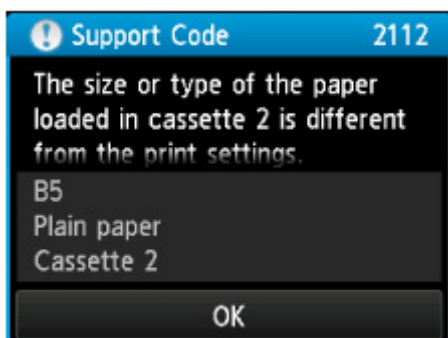 Support Code 2112
The size or type of the paper
loaded in cassette 2 is different
from the print settings.
B5
Plain paper
Cassette 2
OK